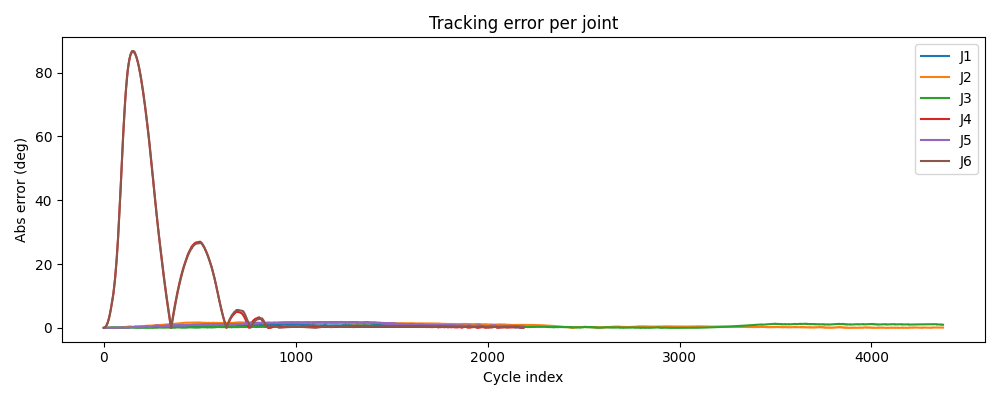 Tracking error per joint
Abs error (deg)
80
60
40
20
0
0 1000 2000 3000 4000
Cycle index
J1
J2
J3
J4
J5
J6